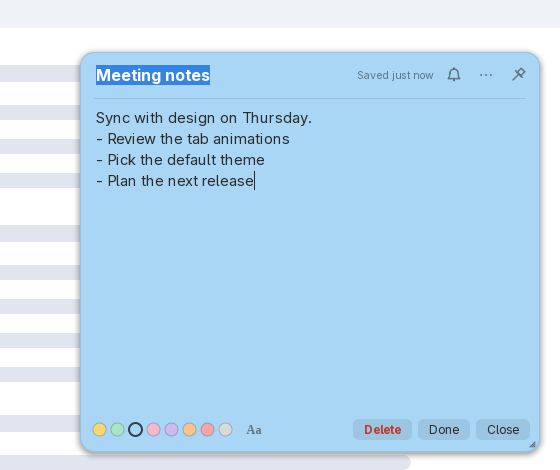 Meeting notes
Saved just now
Sync with design on Thursday.
- Review the tab animations
- Pick the default theme
- Plan the next release
Aa
Delete
Done
Close